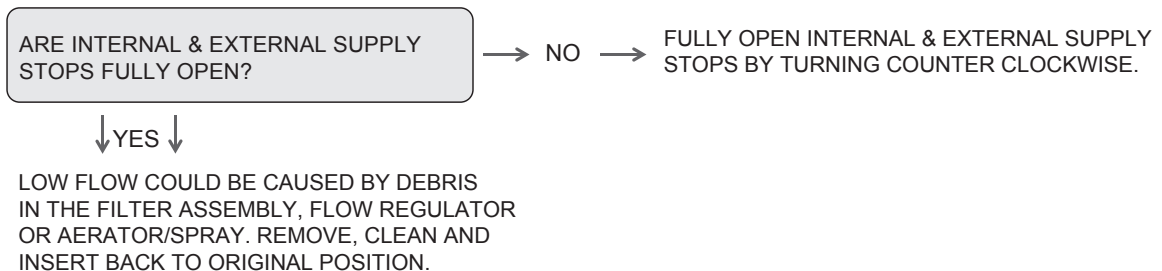 ARE INTERNAL & EXTERNAL SUPPLY
STOPS FULLY OPEN?
NO
FULLY OPEN INTERNAL & EXTERNAL SUPPLY
STOPS BY TURNING COUNTER CLOCKWISE.
YES
LOW FLOW COULD BE CAUSED BY DEBRIS
IN THE FILTER ASSEMBLY, FLOW REGULATOR
OR AERATOR/SPRAY. REMOVE, CLEAN AND
INSERT BACK TO ORIGINAL POSITION.